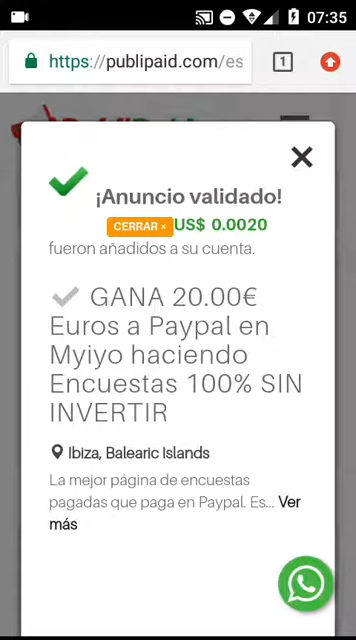 07:35
https://publipaid.com/es
1
¡Anuncio validado!
CERRAR × US$ 0.0020
fueron añadidos a su cuenta.
GANA 20.00€
Euros a Paypal en
Myiyo haciendo
Encuestas 100% SIN
INVERTIR
Ibiza, Balearic Islands
La mejor página de encuestas
pagadas que paga en Paypal. Es... Ver
más